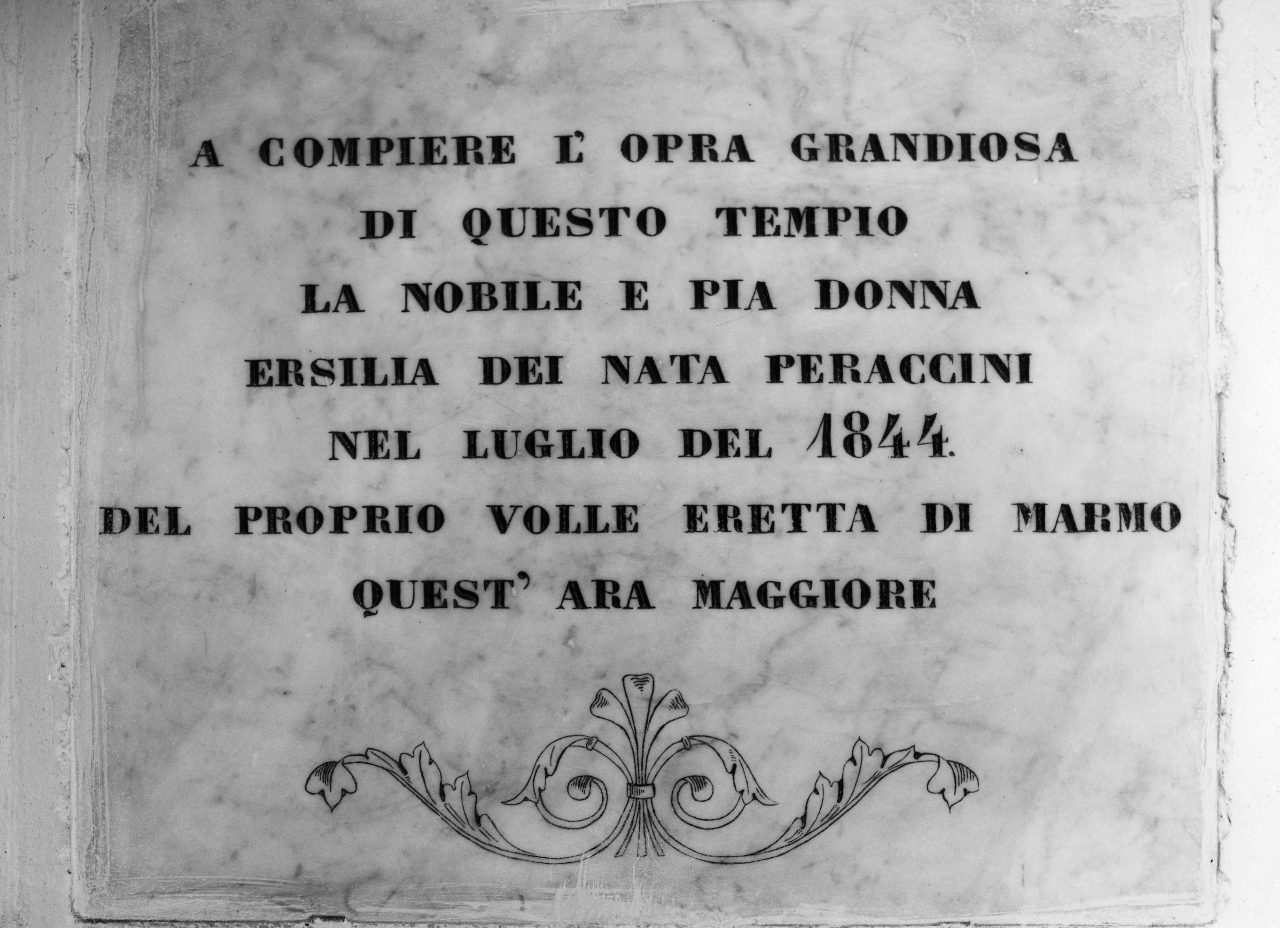 A COMPIERE L' OPRA GRANDIOSA
DI QUESTO TEMPIO
LA NOBILE E PIA DONNA
ERSILIA DEI NATA PERACCINI
NEL LUGLIO DEL 1844.
DEL PROPRIO VOLLE ERETTA DI MARMO
QUEST' ARA MAGGIORE